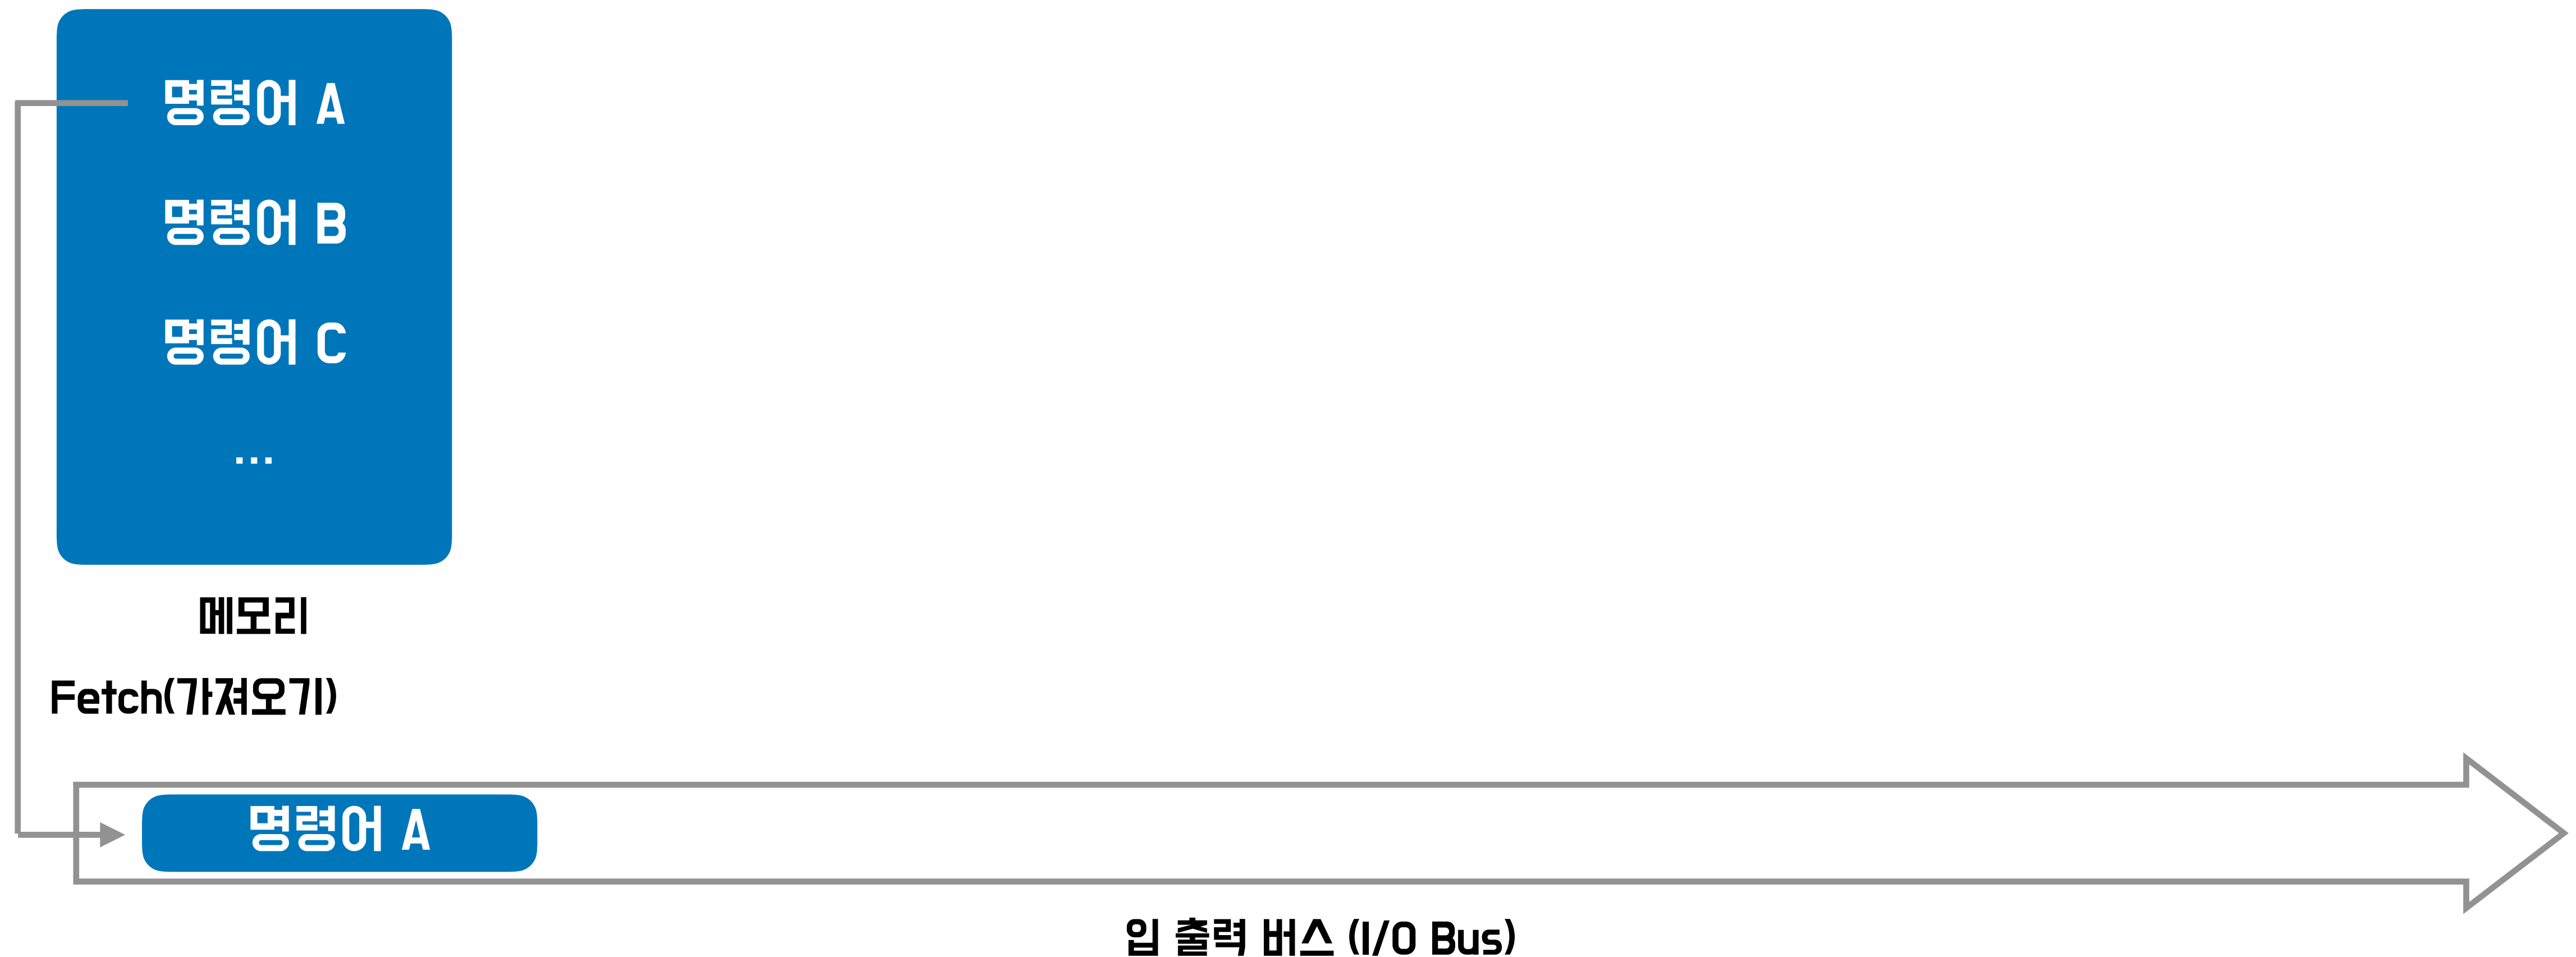 명령어 A
명령어 B
명령어 C
...
메모리
Fetch(가져오기)
명령어 A
입 출력 버스 (I/O Bus)